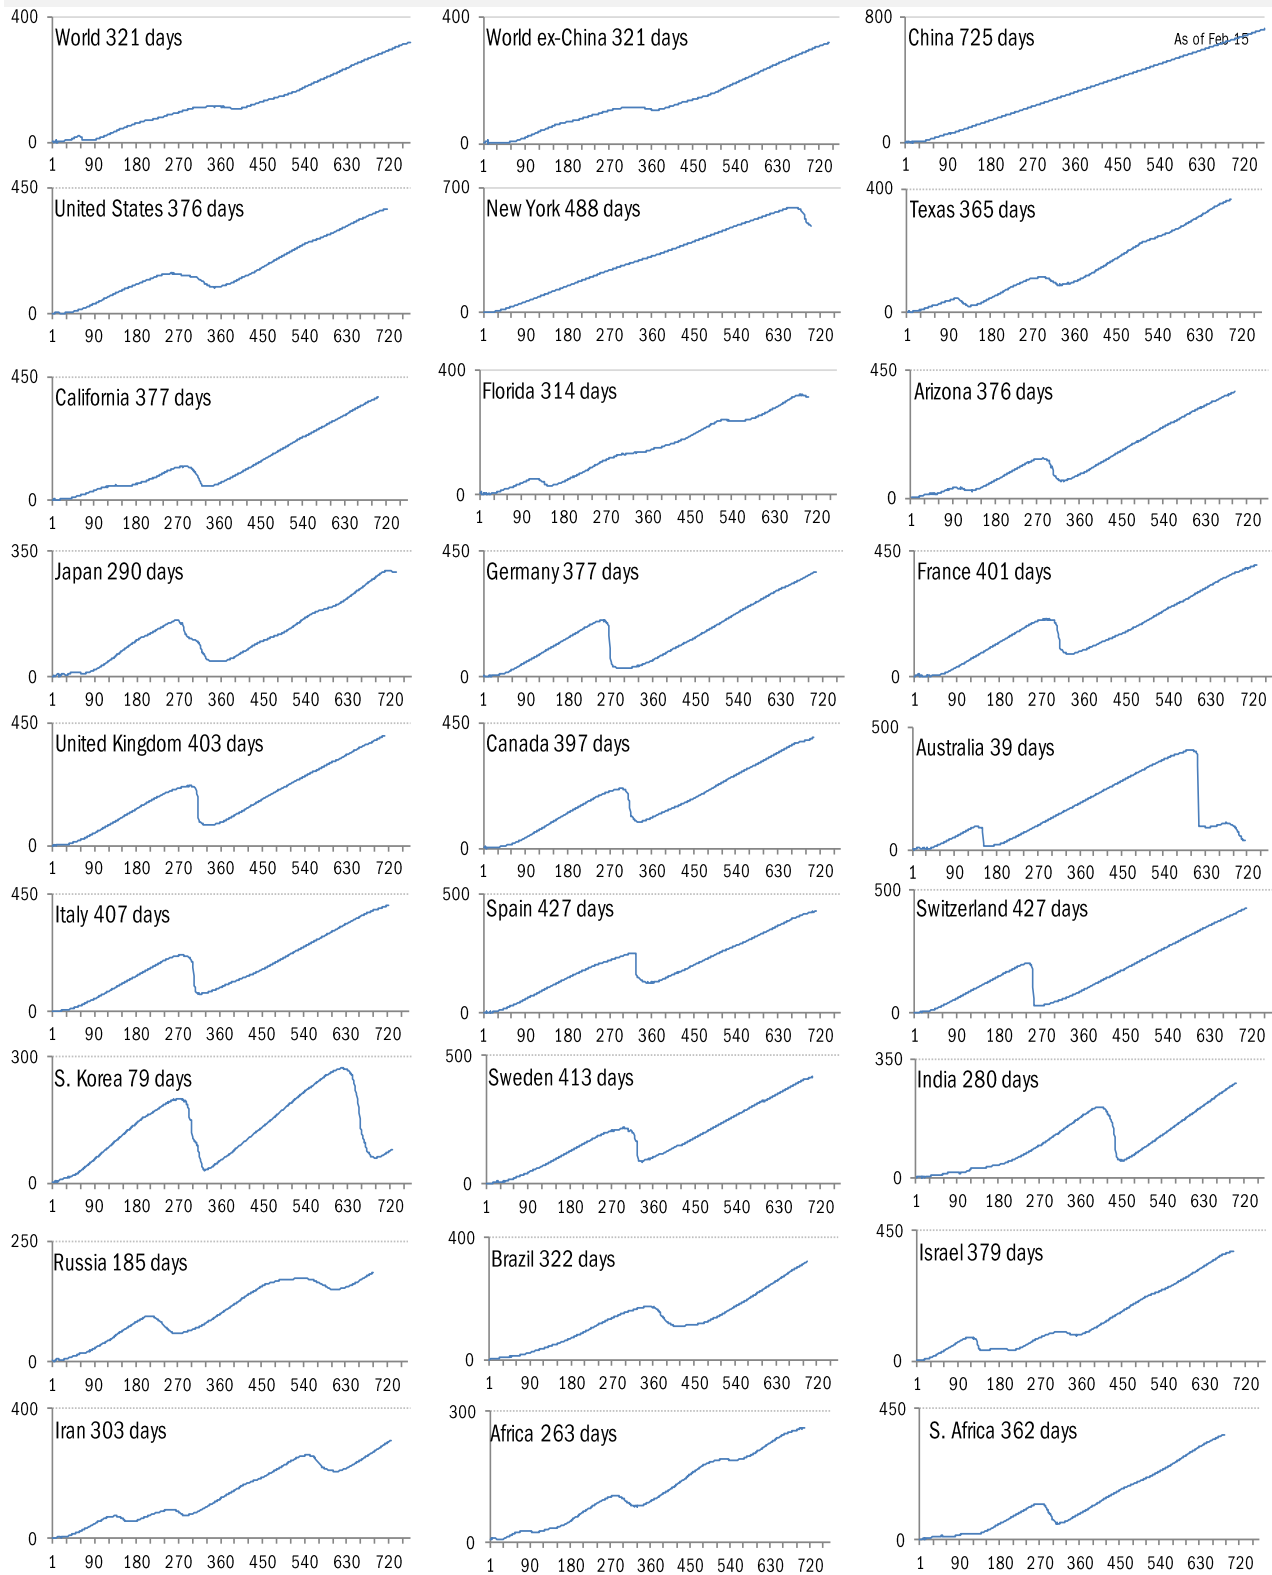 400
World 321 days
0
1 90 180 270 360 450 540 630 720
400
World ex-China 321 days
0
1 90 180 270 360 450 540 630 720
800
China 725 days
As of Feb 15
0
1 90 180 270 360 450 540 630 720
450
United States 376 days
0
1 90 180 270 360 450 540 630 720
700
New York 488 days
0
1 90 180 270 360 450 540 630 720
400
Texas 365 days
0
1 90 180 270 360 450 540 630 720
450
California 377 days
0
1 90 180 270 360 450 540 630 720
400
Florida 314 days
0
1 90 180 270 360 450 540 630 720
450
Arizona 376 days
0
1 90 180 270 360 450 540 630 720
350
Japan 290 days
0
1 90 180 270 360 450 540 630 720
450
Germany 377 days
0
1 90 180 270 360 450 540 630 720
450
France 401 days
0
1 90 180 270 360 450 540 630 720
450
United Kingdom 403 days
0
1 90 180 270 360 450 540 630 720
450
Canada 397 days
0
1 90 180 270 360 450 540 630 720
500
Australia 39 days
0
1 90 180 270 360 450 540 630 720
450
Italy 407 days
0
1 90 180 270 360 450 540 630 720
500
Spain 427 days
0
1 90 180 270 360 450 540 630 720
500
Switzerland 427 days
0
1 90 180 270 360 450 540 630 720
300
S. Korea 79 days
0
1 90 180 270 360 450 540 630 720
500
Sweden 413 days
0
1 90 180 270 360 450 540 630 720
350
India 280 days
0
1 90 180 270 360 450 540 630 720
250
Russia 185 days
0
1 90 180 270 360 450 540 630 720
400
Brazil 322 days
0
1 90 180 270 360 450 540 630 720
450
Israel 379 days
0
1 90 180 270 360 450 540 630 720
400
Iran 303 days
0
1 90 180 270 360 450 540 630 720
300
Africa 263 days
0
1 90 180 270 360 450 540 630 720
450
S. Africa 362 days
0
1 90 180 270 360 450 540 630 720